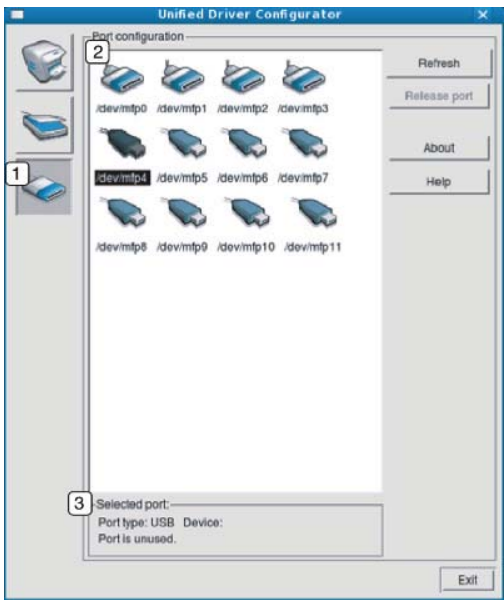 Unified Driver Configurator
Port configuration
2
/dev/mfp0 /dev/mfp1 /dev/mfp2 /dev/mfp3
/dev/mfp4 /dev/mfp5 /dev/mfp6 /dev/mfp7
/dev/mfp8 /dev/mfp9 /dev/mfp10 /dev/mfp11
Refresh
Release port
About
Help
1
3
Selected port:
Port type: USB Device:
Port is unused.
Exit